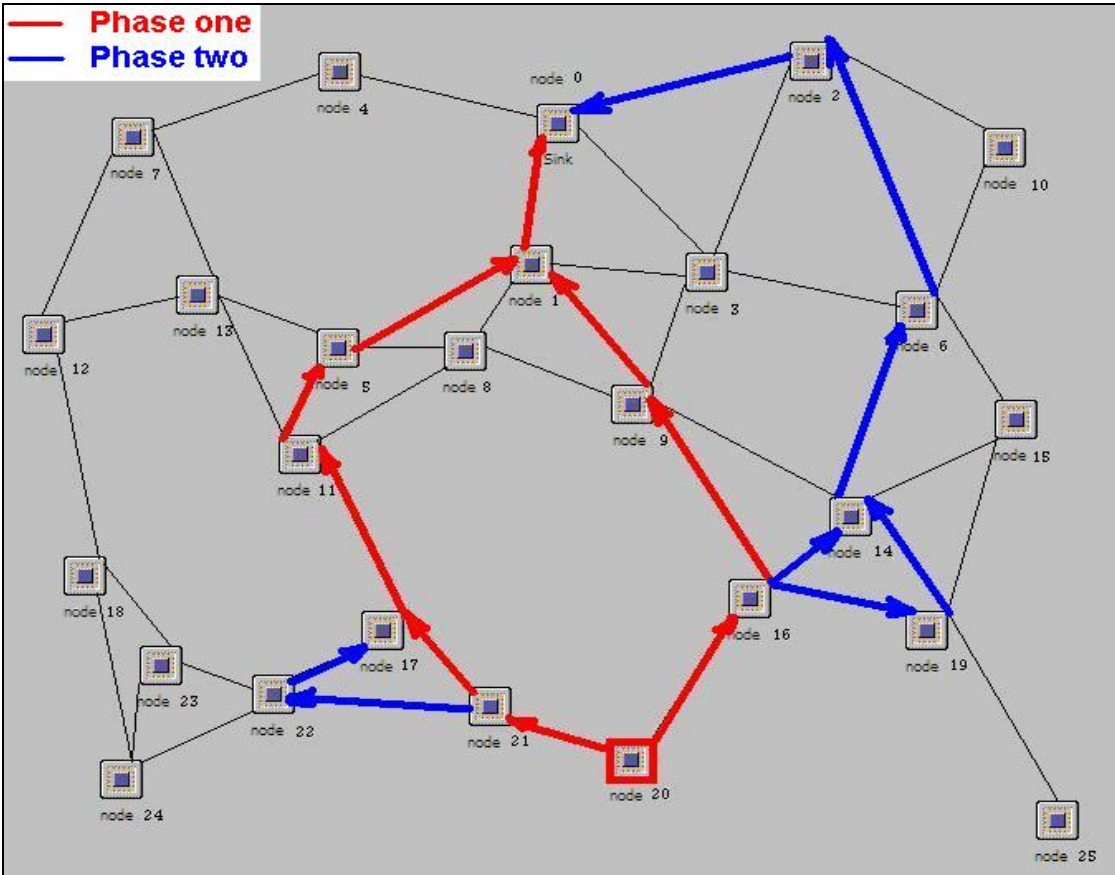 Phase one
Phase two
node 0
node 4
node 2
Sink
node 7
node 10
node 1
node 3
node 13
node 6
node 12
node 5
node 8
node 9
node 15
node 11
node 14
node 18
node 16
node 17
node 19
node 23
node 22
node 21
node 20
node 24
node 25